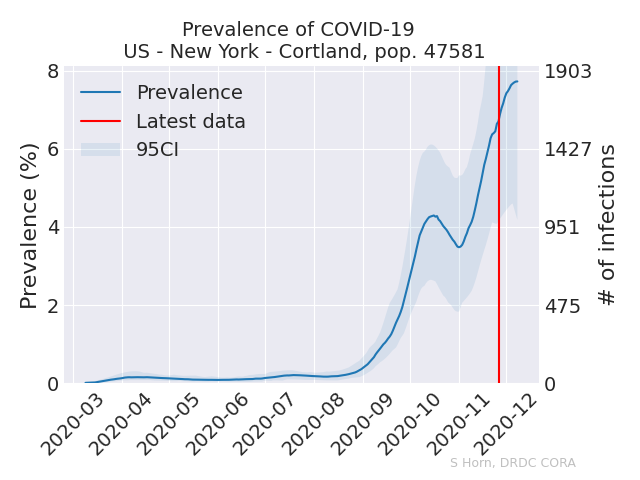 Prevalence of COVID-19
US - New York - Cortland, pop. 47581
Prevalence
Latest data
95CI
Prevalence (%)
8
6
4
2
0
1903
1427
951
475
0
# of infections
2020-03
2020-04
2020-05
2020-06
2020-07
2020-08
2020-09
2020-10
2020-11
2020-12
S Horn, DRDC CORA